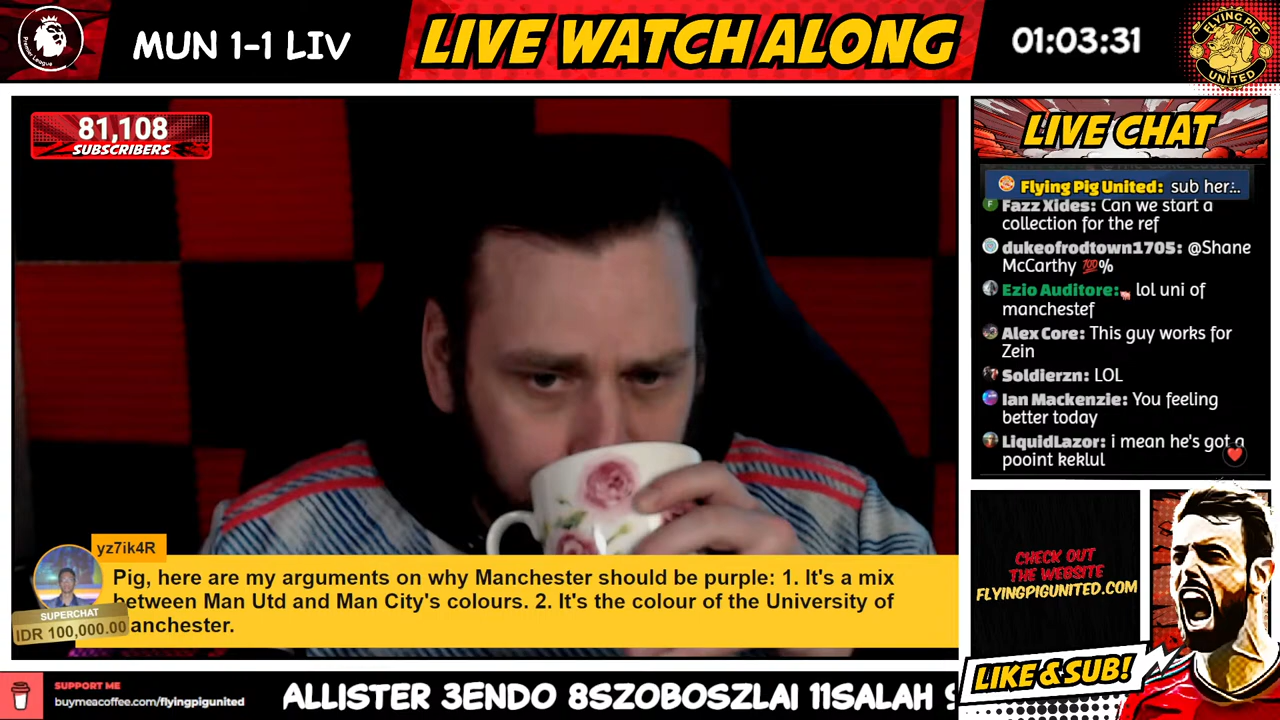 Premier League
MUN 1-1 LIV
LIVE WATCH ALONG
01:03:31
FLYING PIG
UNITED
81,108
SUBSCRIBERS
LIVE CHAT
Flying Pig United: sub her...
Fazz Xides: Can we start a
collection for the ref
dukeofrodtown1705: @Shane
McCarthy 💯%
Ezio Auditore: lol uni of
manchestef
Alex Core: This guy works for
Zein
Soldierzn: LOL
Ian Mackenzie: You feeling
better today
LiquidLazor: i mean he's got a
pooint keklul
yz7ik4R
Pig, here are my arguments on why Manchester should be purple: 1. It's a mix
between Man Utd and Man City's colours. 2. It's the colour of the University of
anchester.
SUPERCHAT
IDR 100,000.00
CHECK OUT
THE WEBSITE
FLYINGPIGUNITED.COM
LIKE & SUB!
SUPPORT ME
buymeacoffee.com/flyingpigunited
ALLISTER 3ENDO 8SZOBOSZLAI 11SALAH 9